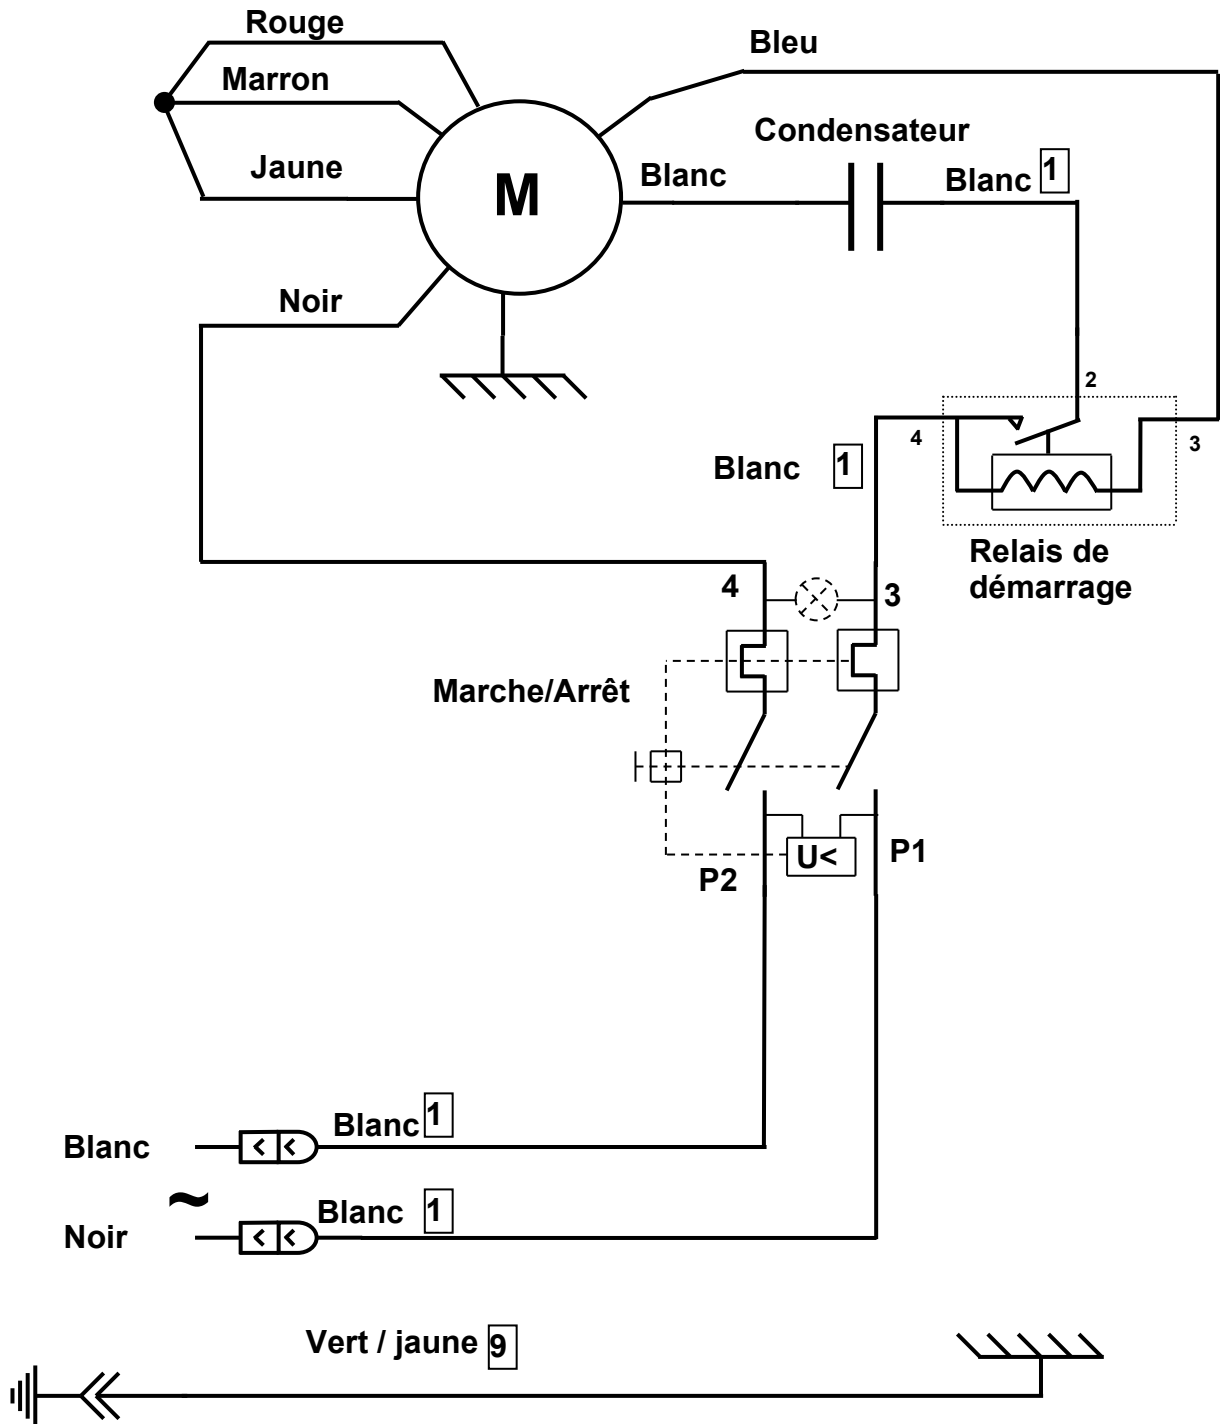 Rouge
Bleu
Marron
Condensateur
Jaune
M
Blanc
Blanc 1
Noir
2
4
3
Blanc 1
Relais de
démarrage
4
3
Marche/Arrêt
U<
P1
P2
Blanc
Blanc 1
~
Noir
Blanc 1
Vert / jaune 9